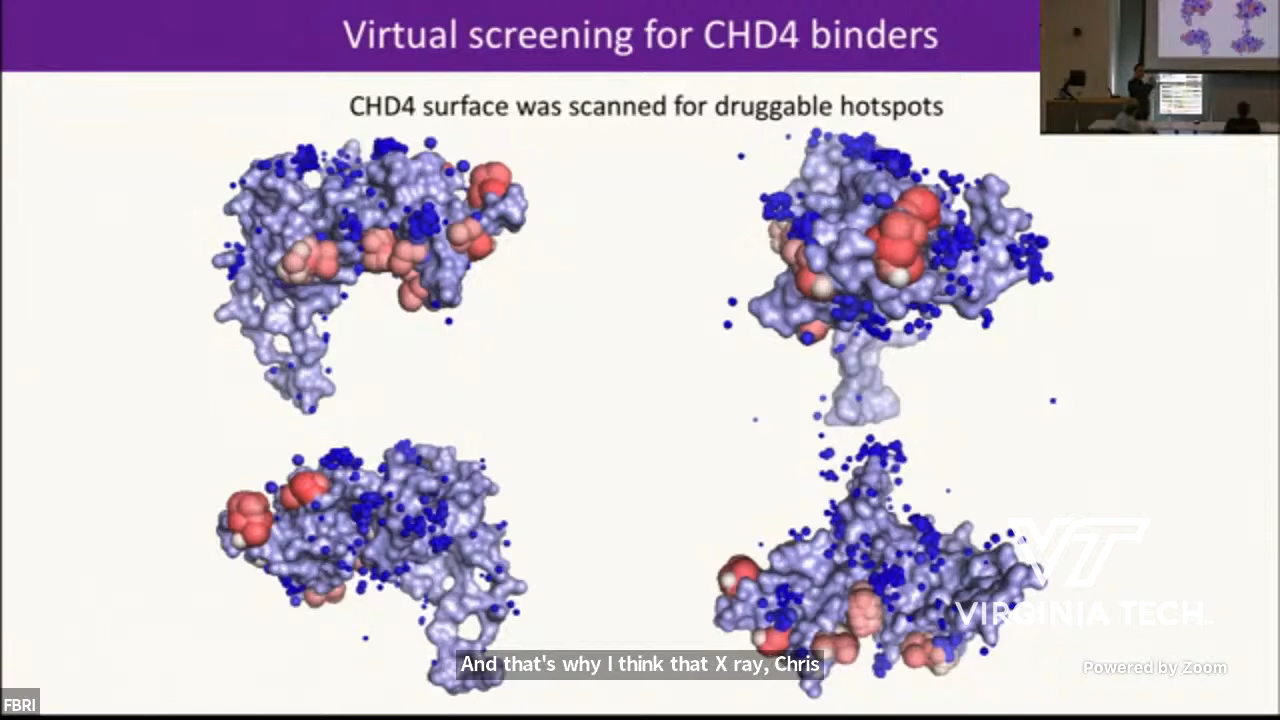 Virtual screening for CHD4 binders
CHD4 surface was scanned for druggable hotspots
VT
VIRGINIA TECH.
And that's why I think that X ray, Chris
Powered by Zoom
FBRI